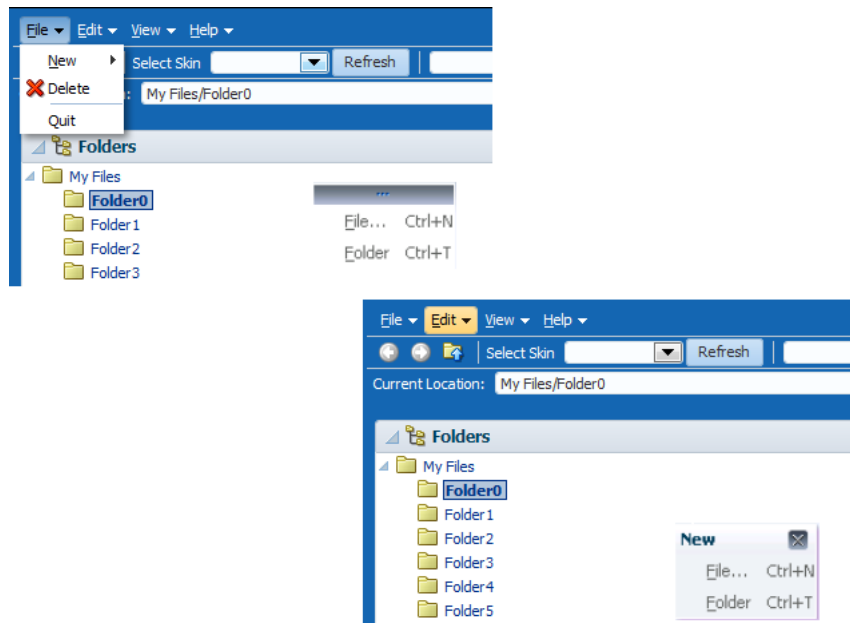 File Edit View Help
New Select Skin Refresh
Delete : My Files/Folder0
Quit
Folders
My Files
Folder0
Folder1
File... Ctrl+N
Folder2
Folder Ctrl+T
Folder3
File Edit View Help
Select Skin Refresh
Current Location: My Files/Folder0
Folders
My Files
Folder0
Folder1
Folder2
New
Folder3
File... Ctrl+N
Folder4
Folder Ctrl+T
Folder5